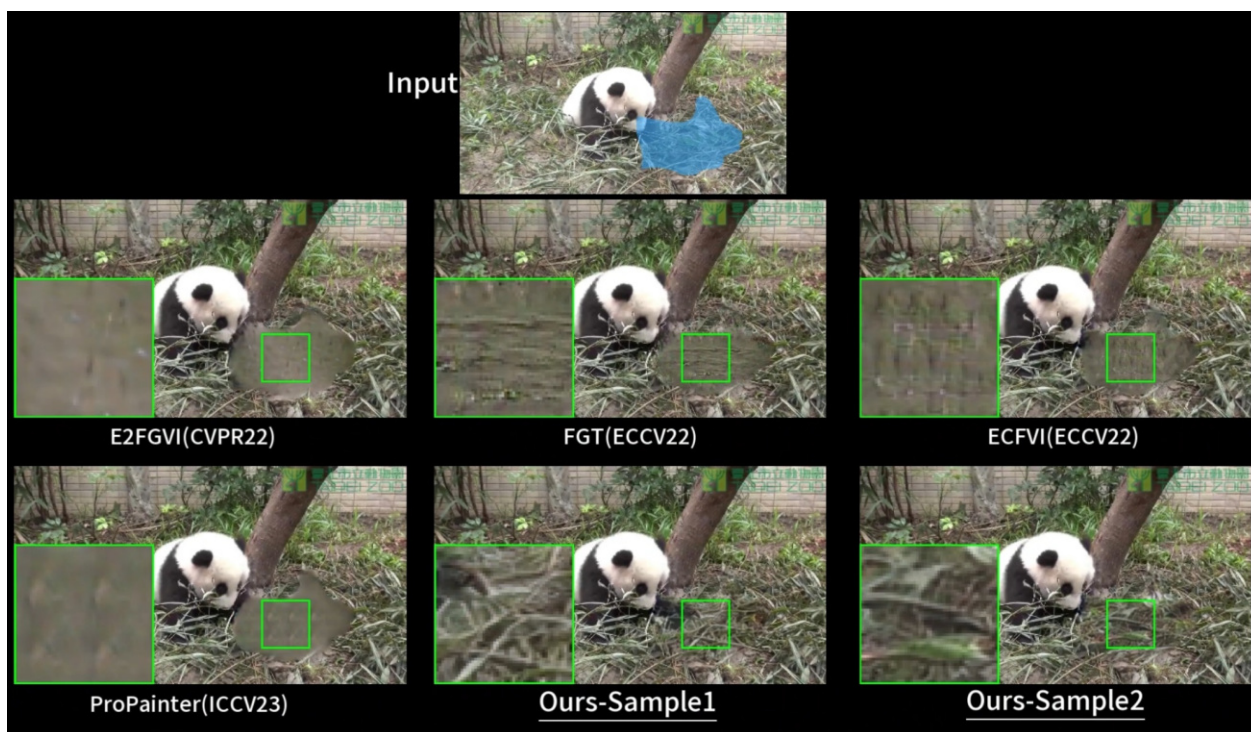 Input
E2FGVI(CVPR22)
FGT(ECCV22)
ECFVI(ECCV22)
ProPainter(ICCV23)
Ours-Sample1
Ours-Sample2